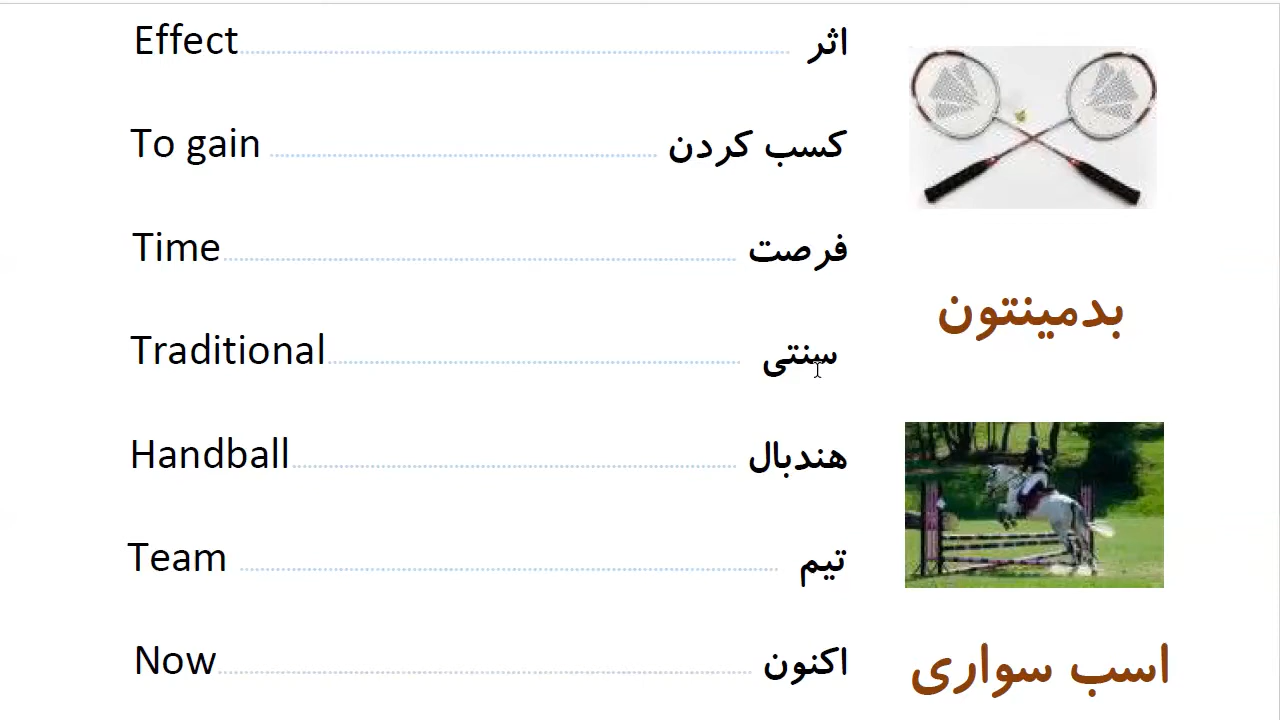 Effect اثر
To gain کسب کردن
Time فرصت
بدمینتون
Traditional سنتی
Handball هندبال
Team تیم
Now اکنون
اسب سواری